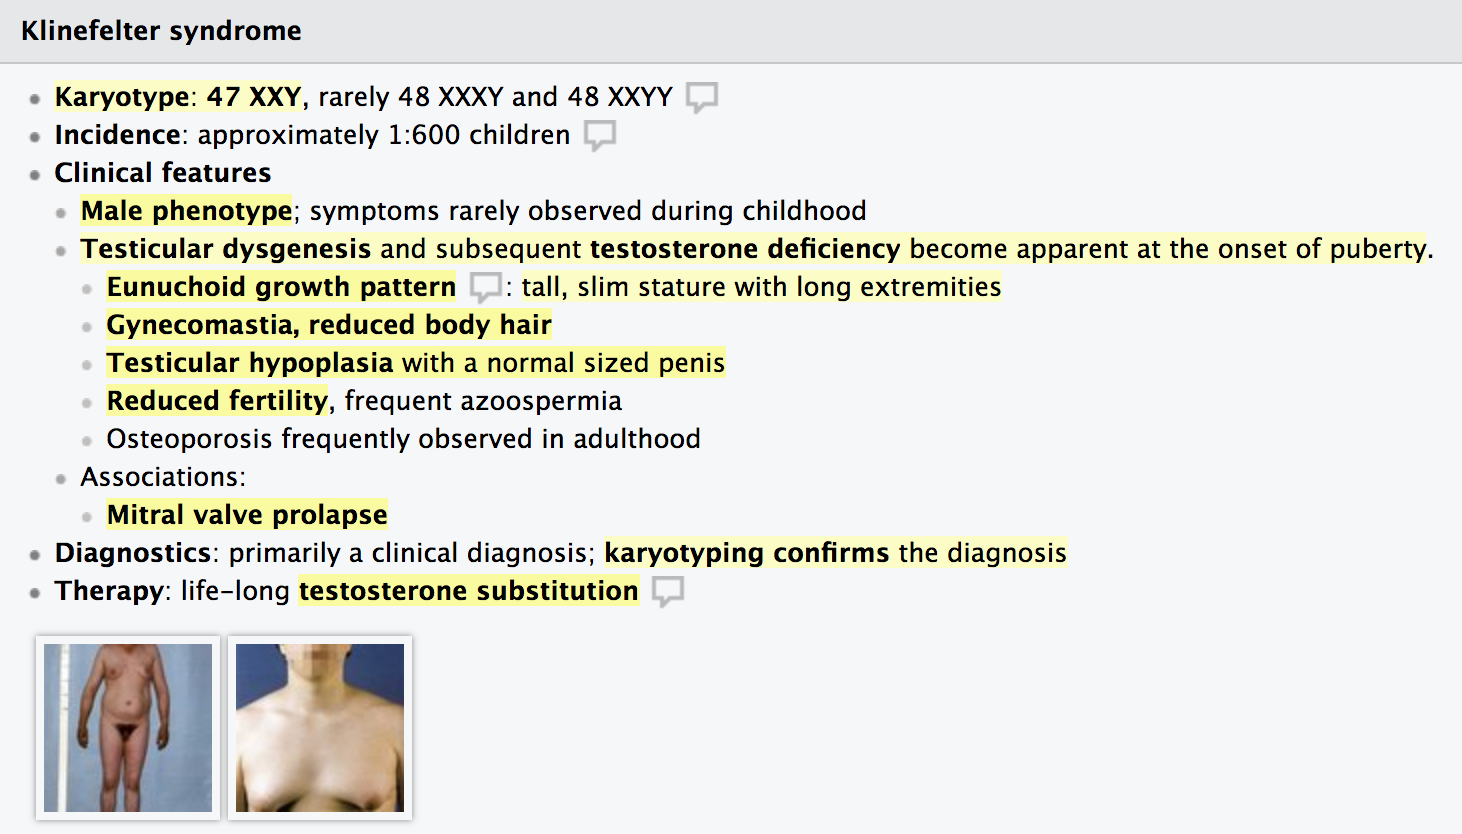 Klinefelter syndrome
Karyotype: 47 XXY, rarely 48 XXXY and 48 XXYY
Incidence: approximately 1:600 children
Clinical features
Male phenotype; symptoms rarely observed during childhood
Testicular dysgenesis and subsequent testosterone deficiency become apparent at the onset of puberty.
Eunuchoid growth pattern : tall, slim stature with long extremities
Gynecomastia, reduced body hair
Testicular hypoplasia with a normal sized penis
Reduced fertility, frequent azoospermia
Osteoporosis frequently observed in adulthood
Associations:
Mitral valve prolapse
Diagnostics: primarily a clinical diagnosis; karyotyping confirms the diagnosis
Therapy: life-long testosterone substitution